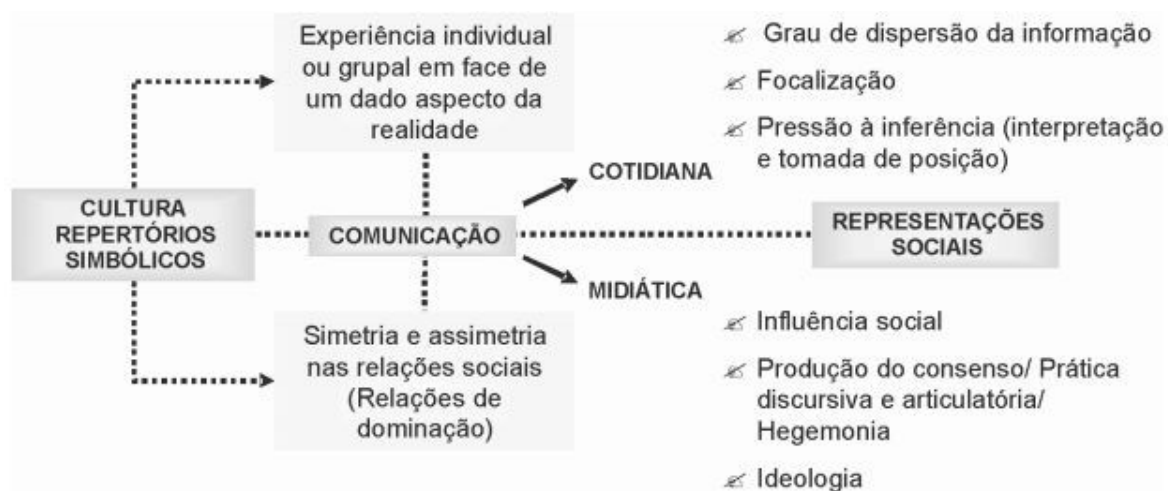 Experiência individual
ou grupal em face de
um dado aspecto da
realidade
Grau de dispersão da informação
Focalização
Pressão à inferência (interpretação
e tomada de posição)
COTIDIANA
CULTURA
REPERTÓRIOS
SIMBÓLICOS
COMUNICAÇÃO
REPRESENTAÇÕES
SOCIAIS
MIDIÁTICA
Simetria e assimetria
nas relações sociais
(Relações de
dominação)
Influência social
Produção do consenso/ Prática
discursiva e articulatória/
Hegemonia
Ideologia